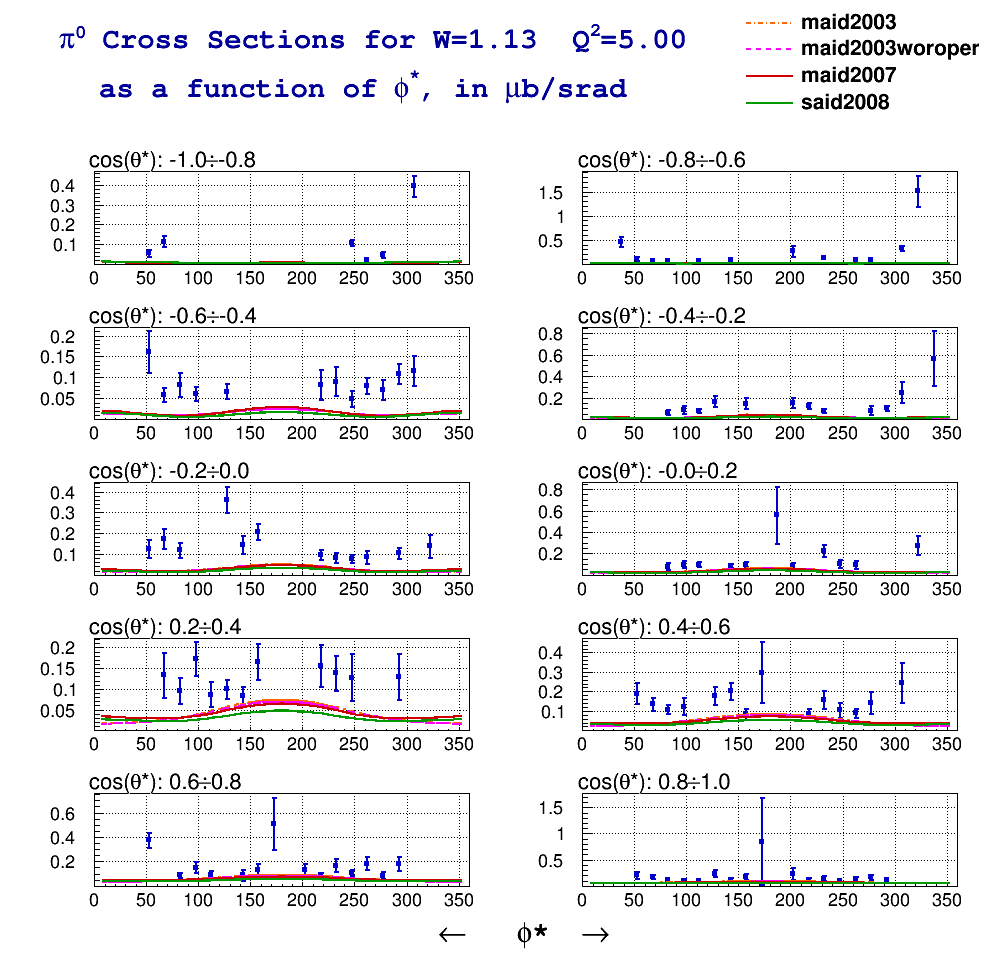 π⁰ Cross Sections for W=1.13 Q²=5.00
as a function of ϕ*, in μb/srad
maid2003
maid2003woroper
maid2007
said2008
cos(θ*): -1.0÷-0.8
0.4
0.3
0.2
0.1
0 50 100 150 200 250 300 350
cos(θ*): -0.8÷-0.6
1.5
1
0.5
0 50 100 150 200 250 300 350
cos(θ*): -0.6÷-0.4
0.2
0.15
0.1
0.05
0 50 100 150 200 250 300 350
cos(θ*): -0.4÷-0.2
0.8
0.6
0.4
0.2
0 50 100 150 200 250 300 350
cos(θ*): -0.2÷0.0
0.4
0.3
0.2
0.1
0 50 100 150 200 250 300 350
cos(θ*): -0.0÷0.2
0.8
0.6
0.4
0.2
0 50 100 150 200 250 300 350
cos(θ*): 0.2÷0.4
0.2
0.15
0.1
0.05
0 50 100 150 200 250 300 350
cos(θ*): 0.4÷0.6
0.4
0.3
0.2
0.1
0 50 100 150 200 250 300 350
cos(θ*): 0.6÷0.8
0.6
0.4
0.2
0 50 100 150 200 250 300 350
cos(θ*): 0.8÷1.0
1.5
1
0.5
0 50 100 150 200 250 300 350
← ϕ* →